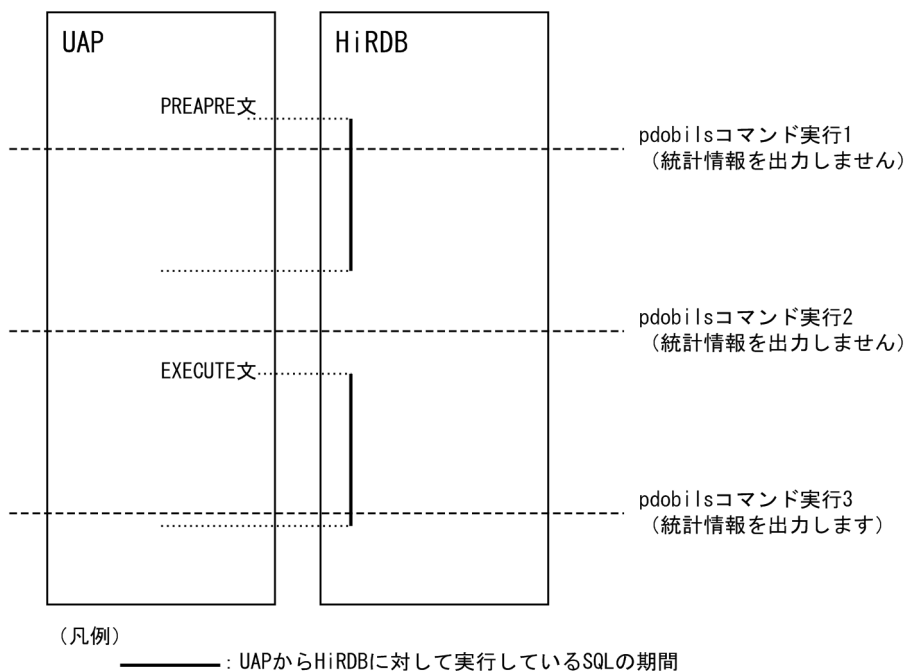 UAP
HiRDB
PREAPRE文
pdobilsコマンド実行1
（統計情報を出力しません）
pdobilsコマンド実行2
（統計情報を出力しません）
EXECUTE文
pdobilsコマンド実行3
（統計情報を出力します）
（凡例）
：UAPからHiRDBに対して実行しているSQLの期間